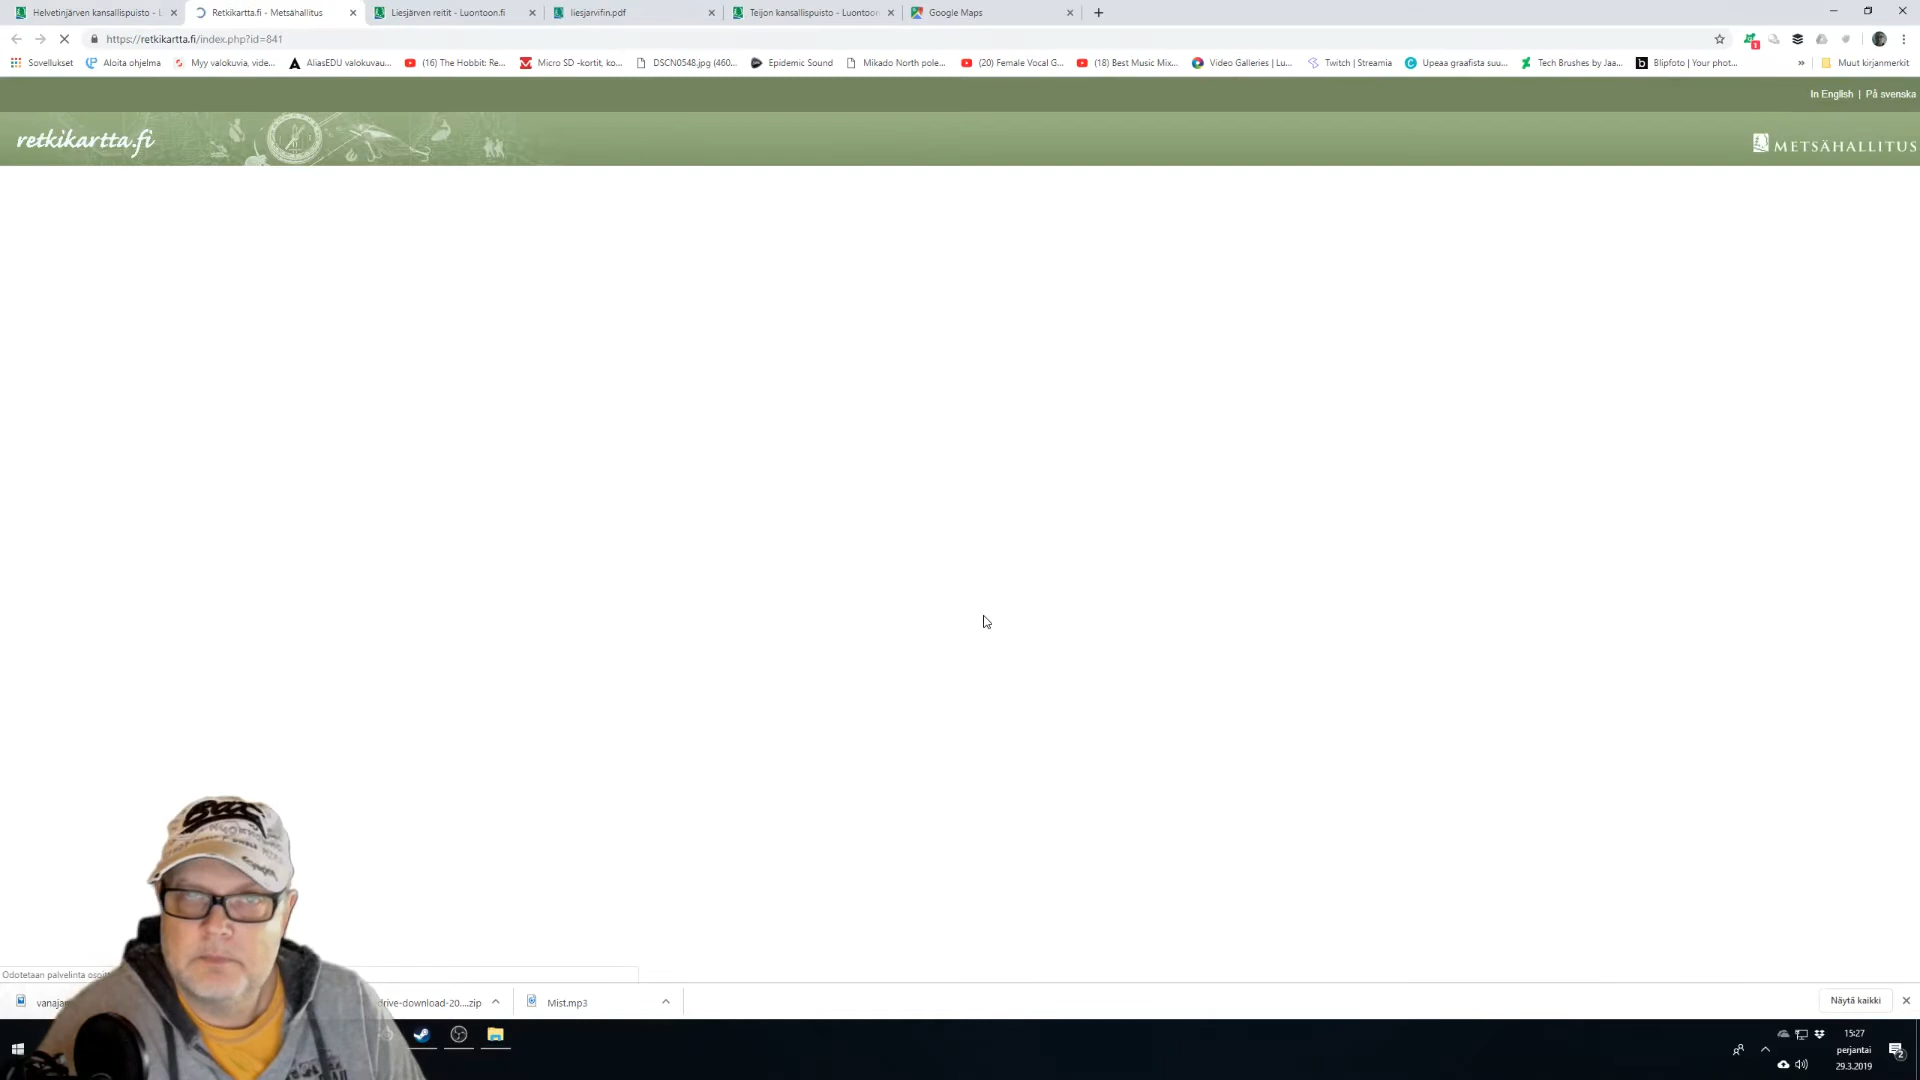 Helvetinjärven kansallispuisto - L
Retkikartta.fi - Metsähallitus
Liesjärven reitit - Luontoon.fi
liesjarvifin.pdf
Teijon kansallispuisto - Luontoon
Google Maps
https://retkikartta.fi/index.php?id=841
Sovellukset
Aloita ohjelma
Myy valokuvia, vide...
AliasEDU valokuvau...
(16) The Hobbit: Re...
Micro SD -kortit, ko...
DSCN0548.jpg (460...
Epidemic Sound
Mikado North pole...
(20) Female Vocal G...
(18) Best Music Mix...
Video Galleries | Lu...
Twitch | Streamia
Upeaa graafista suu...
Tech Brushes by Jaa...
Blipfoto | Your phot...
»
Muut kirjanmerkit
In English | På svenska
retkikartta.fi
METSÄHALLITUS
Odotetaan palvelinta
drive-download-20....zip
Mist.mp3
Näytä kaikki
15:27
perjantai
29.3.2019
2